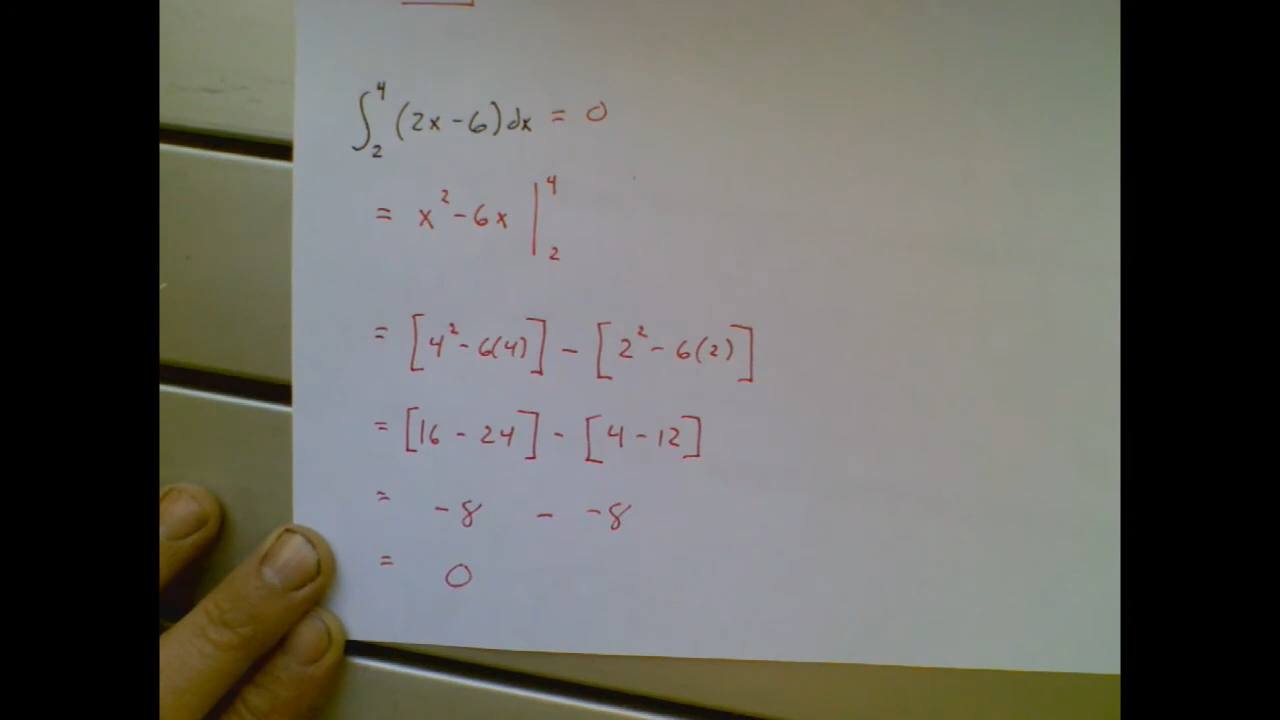 ∫₂⁴ (2x - 6) dx = 0
= x² - 6x |₂⁴
= [4² - 6(4)] - [2² - 6(2)]
= [16 - 24] - [4 - 12]
= -8 - -8
= 0